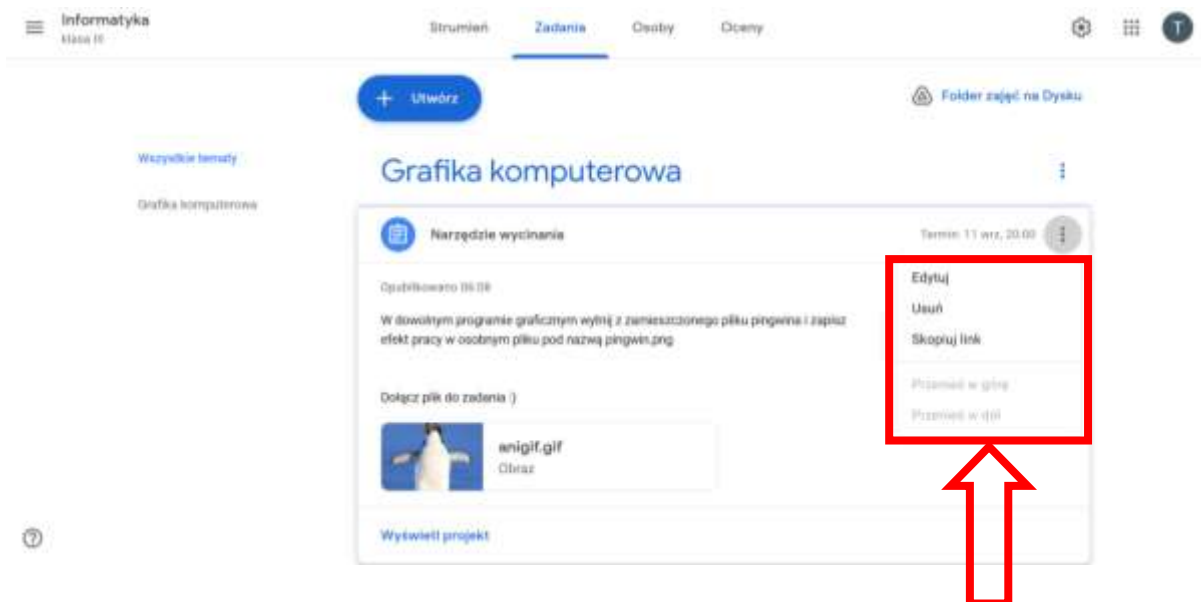 Informatyka
klasa III
Strumień Zadania Osoby Oceny
T
Utwórz
Folder zajęć na Dysku
Wszystkie tematy
Grafika komputerowa
Grafika komputerowa
Narzędzie wycinania
Termin: 11 wrz, 20:00
Opublikowano 06:08
W dowolnym programie graficznym wytnij z zamieszczonego pliku pingwina i zapisz
efekt pracy w osobnym pliku pod nazwą pingwin.png
Dołącz plik do zadania :)
anigif.gif
Obraz
Wyświetl projekt
Edytuj
Usuń
Skopiuj link
Przenieś w górę
Przenieś w dół